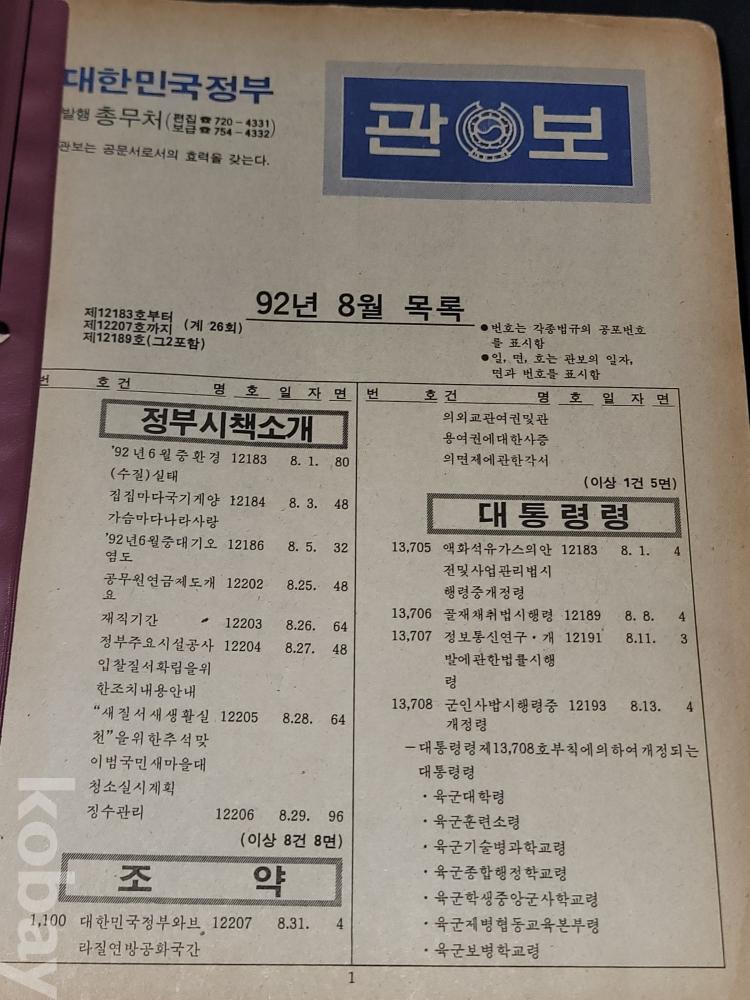 대한민국정부
발행 총무처(편집 ☎ 720-4331)
보급 ☎ 754-4332)
관보는 공문서로서의 효력을 갖는다.
관보
92년 8월 목록
제12183호부터
제12207호까지 (계 26회)
제12189호(그2포함)
●번호는 각종법규의 공포번호
를 표시함
●일, 면, 호는 관보의 일자,
면과 번호를 표시함
번 호 건 명 호 일 자 면
정부시책소개
'92년6월중환경 12183 8. 1. 80
(수질)실태
집집마다국기게양 12184 8. 3. 48
가슴마다나라사랑
'92년6월중대기오 12186 8. 5. 32
염도
공무원연금제도개 12202 8.25. 48
요
재직기간 12203 8.26. 64
정부주요시설공사 12204 8.27. 48
입찰질서확립을위
한조치내용안내
“새질서새생활실 12205 8.28. 64
천”을위한추석맞
이범국민새마을대
청소실시계획
징수관리 12206 8.29. 96
(이상 8건 8면)
조약
1,100 대한민국정부와브 12207 8.31. 4
라질연방공화국간
번 호 건 명 호 일 자 면
의외교관여권및관
용여권에대한사증
의면제에관한각서
(이상 1건 5면)
대통령령
13,705 액화석유가스의안 12183 8. 1. 4
전및사업관리법시
행령중개정령
13,706 골재채취법시행령 12189 8. 8. 4
13,707 정보통신연구·개 12191 8.11. 3
발에관한법률시행
령
13,708 군인사법시행령중 12193 8.13. 4
개정령
-대통령령제13,708호부칙에의하여개정되는
대통령령
·육군대학령
·육군훈련소령
·육군기술병과학교령
·육군종합행정학교령
·육군학생중앙군사학교령
·육군제병협동교육본부령
·육군보병학교령
1
kobay